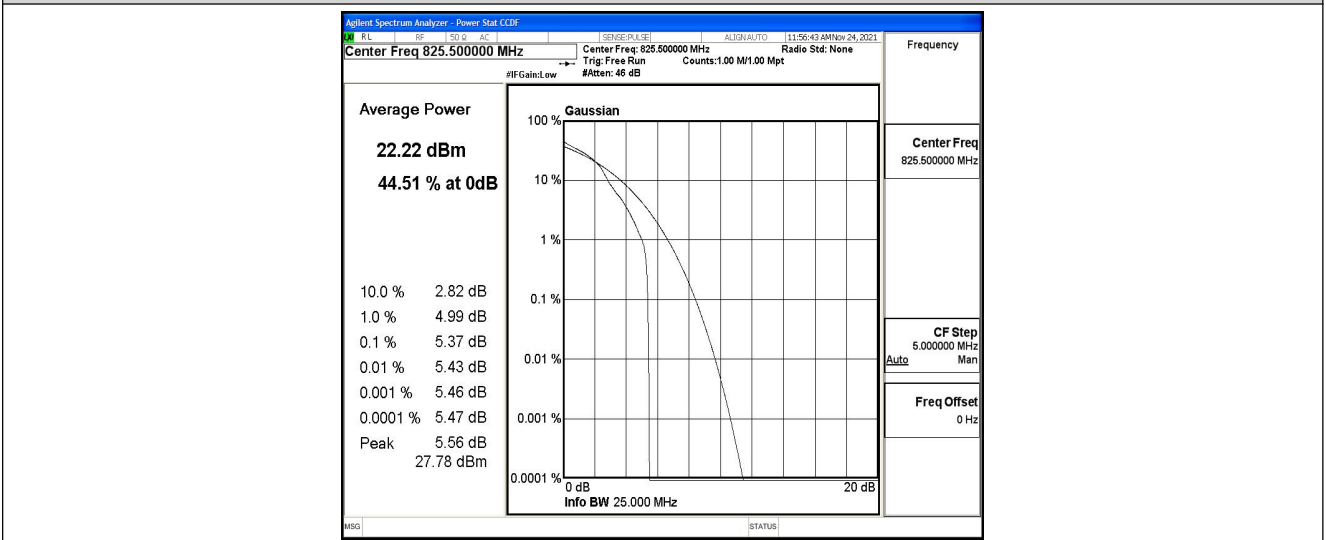 Agilent Spectrum Analyzer - Power Stat CCDF
RL RF 50 Ω AC SENSE:PULSE ALIGNAUTO 11:56:43 AMNov 24, 2021
Center Freq 825.500000 MHz
Center Freq: 825.500000 MHz Radio Std: None
Trig: Free Run Counts:1.00 M/1.00 Mpt
#IFGain:Low #Atten: 46 dB
Frequency
Average Power
22.22 dBm
44.51 % at 0dB
10.0 % 2.82 dB
1.0 % 4.99 dB
0.1 % 5.37 dB
0.01 % 5.43 dB
0.001 % 5.46 dB
0.0001 % 5.47 dB
Peak 5.56 dB
27.78 dBm
Gaussian
100 %
10 %
1 %
0.1 %
0.01 %
0.001 %
0.0001 %
0 dB 20 dB
Info BW 25.000 MHz
Center Freq
825.500000 MHz
CF Step
5.000000 MHz
Auto Man
Freq Offset
0 Hz
MSG STATUS